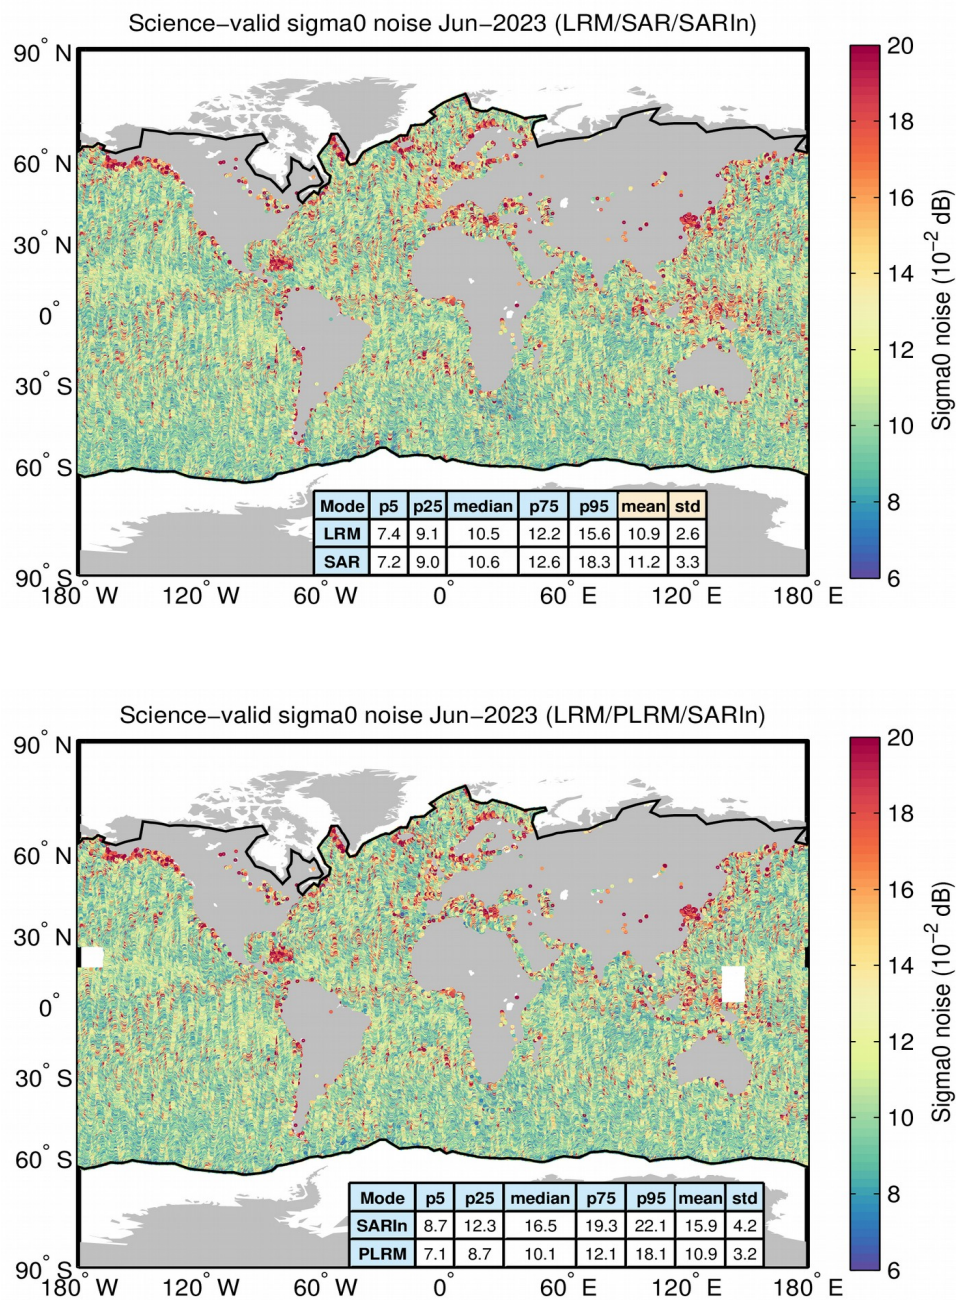 Science−valid sigma0 noise Jun−2023 (LRM/SAR/SARIn)
90° N
60° N
30° N
0°
30° S
60° S
90° S
180° W 120° W 60° W 0° 60° E 120° E 180° E
Mode p5 p25 median p75 p95 mean std
LRM 7.4 9.1 10.5 12.2 15.6 10.9 2.6
SAR 7.2 9.0 10.6 12.6 18.3 11.2 3.3
20
18
16
14
12
10
8
6
Sigma0 noise (10⁻² dB)
Science−valid sigma0 noise Jun−2023 (LRM/PLRM/SARIn)
90° N
60° N
30° N
0°
30° S
60° S
90° S
180° W 120° W 60° W 0° 60° E 120° E 180° E
Mode p5 p25 median p75 p95 mean std
SARIn 8.7 12.3 16.5 19.3 22.1 15.9 4.2
PLRM 7.1 8.7 10.1 12.1 18.1 10.9 3.2
20
18
16
14
12
10
8
6
Sigma0 noise (10⁻² dB)